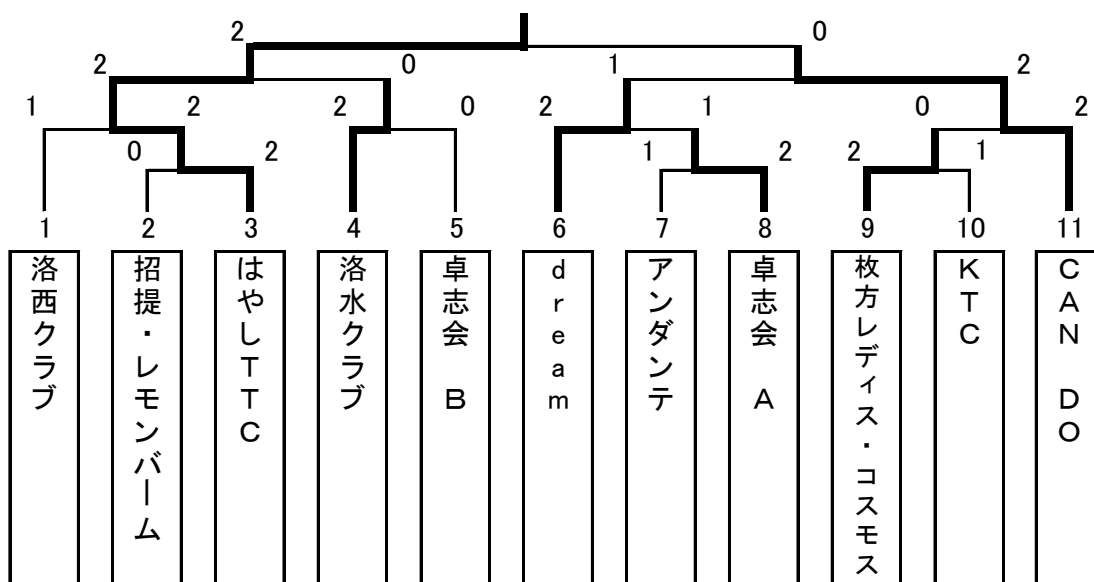 2 0
2 0 1 2
1 2 2 0 2 1 0 2
0 2 1 2 2 1
1 2 3 4 5 6 7 8 9 10 11
洛西クラブ
招提・レモンバーム
はやしTTC
洛水クラブ
卓志会 B
dream
アンダンテ
卓志会 A
枚方レディス・コスモス
KTC
CAN DO